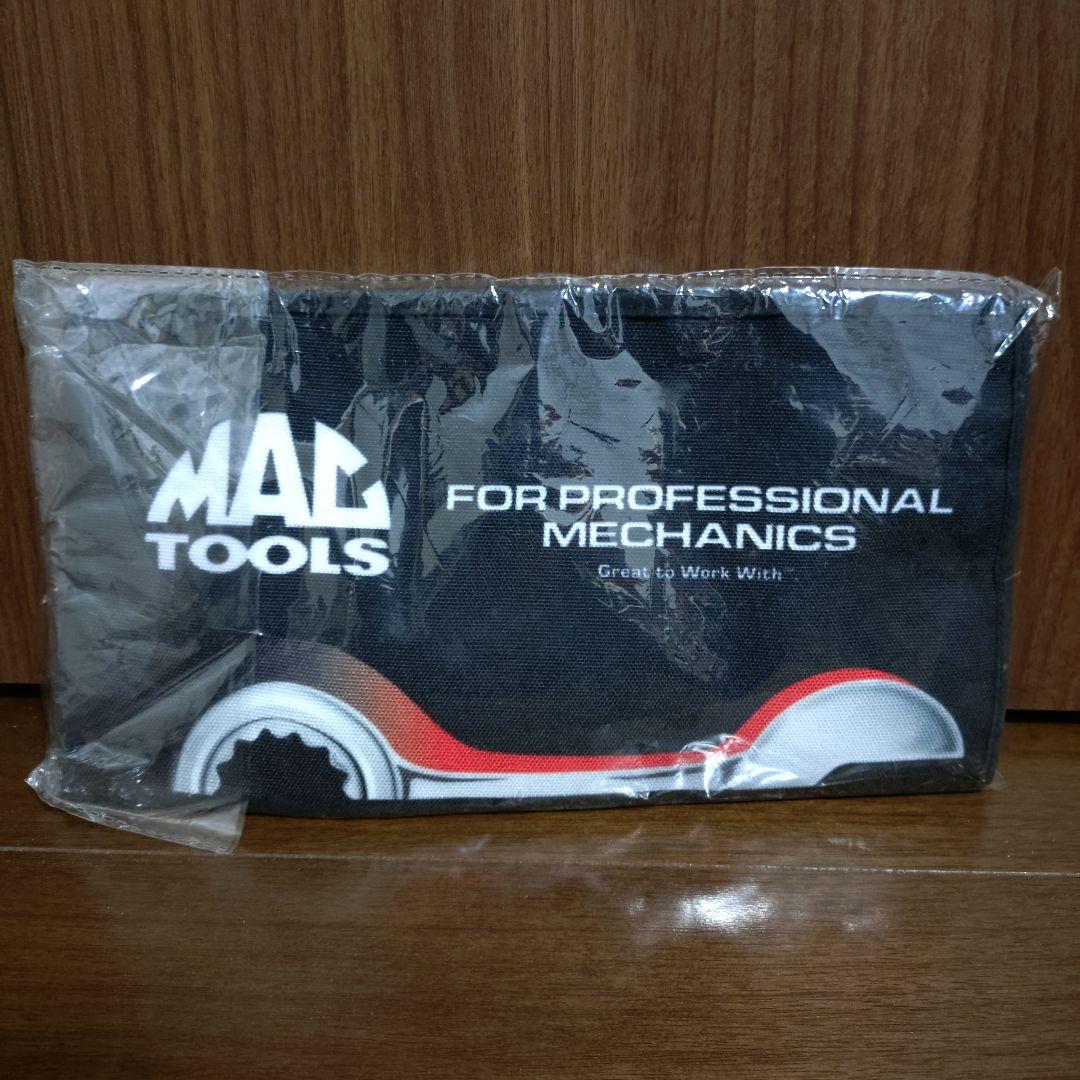 MAC
TOOLS
FOR PROFESSIONAL
MECHANICS
Great to Work With™